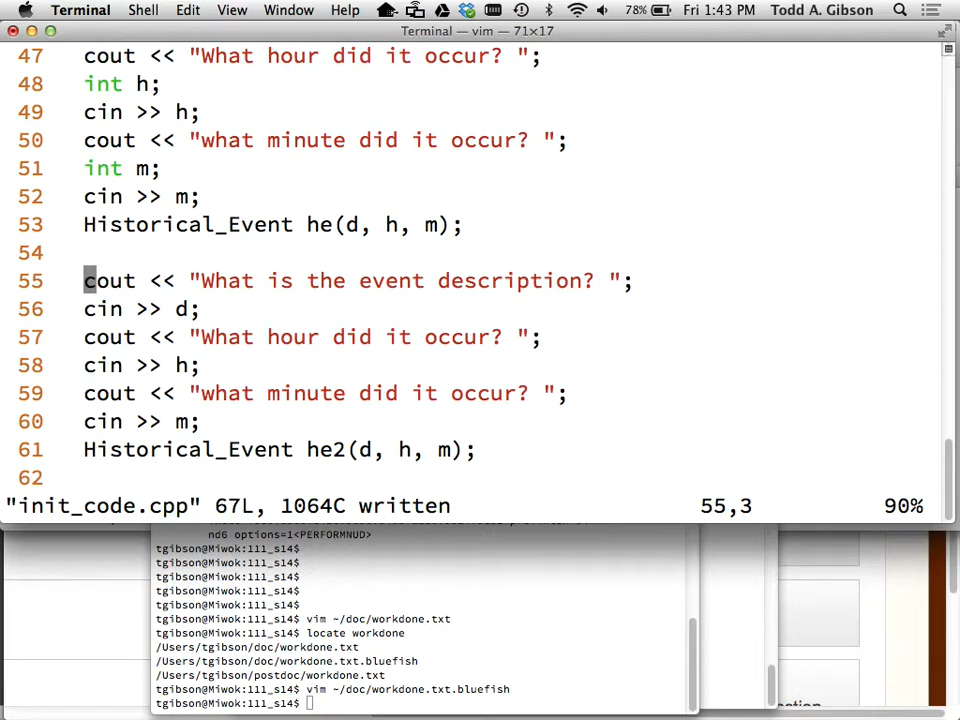 Terminal Shell Edit View Window Help 78% Fri 1:43 PM Todd A. Gibson
Terminal — vim — 71×17
47 cout << "What hour did it occur? ";
48 int h;
49 cin >> h;
50 cout << "what minute did it occur? ";
51 int m;
52 cin >> m;
53 Historical_Event he(d, h, m);
54
55 cout << "What is the event description? ";
56 cin >> d;
57 cout << "What hour did it occur? ";
58 cin >> h;
59 cout << "what minute did it occur? ";
60 cin >> m;
61 Historical_Event he2(d, h, m);
62
"init_code.cpp" 67L, 1064C written 55,3 90%
nd6 options=1<PERFORMNUD>
tgibson@Miwok:111_s14$
tgibson@Miwok:111_s14$
tgibson@Miwok:111_s14$
tgibson@Miwok:111_s14$
tgibson@Miwok:111_s14$
tgibson@Miwok:111_s14$ vim ~/doc/workdone.txt
tgibson@Miwok:111_s14$ locate workdone
/Users/tgibson/doc/workdone.txt
/Users/tgibson/doc/workdone.txt.bluefish
/Users/tgibson/postdoc/workdone.txt
tgibson@Miwok:111_s14$ vim ~/doc/workdone.txt.bluefish
tgibson@Miwok:111_s14$